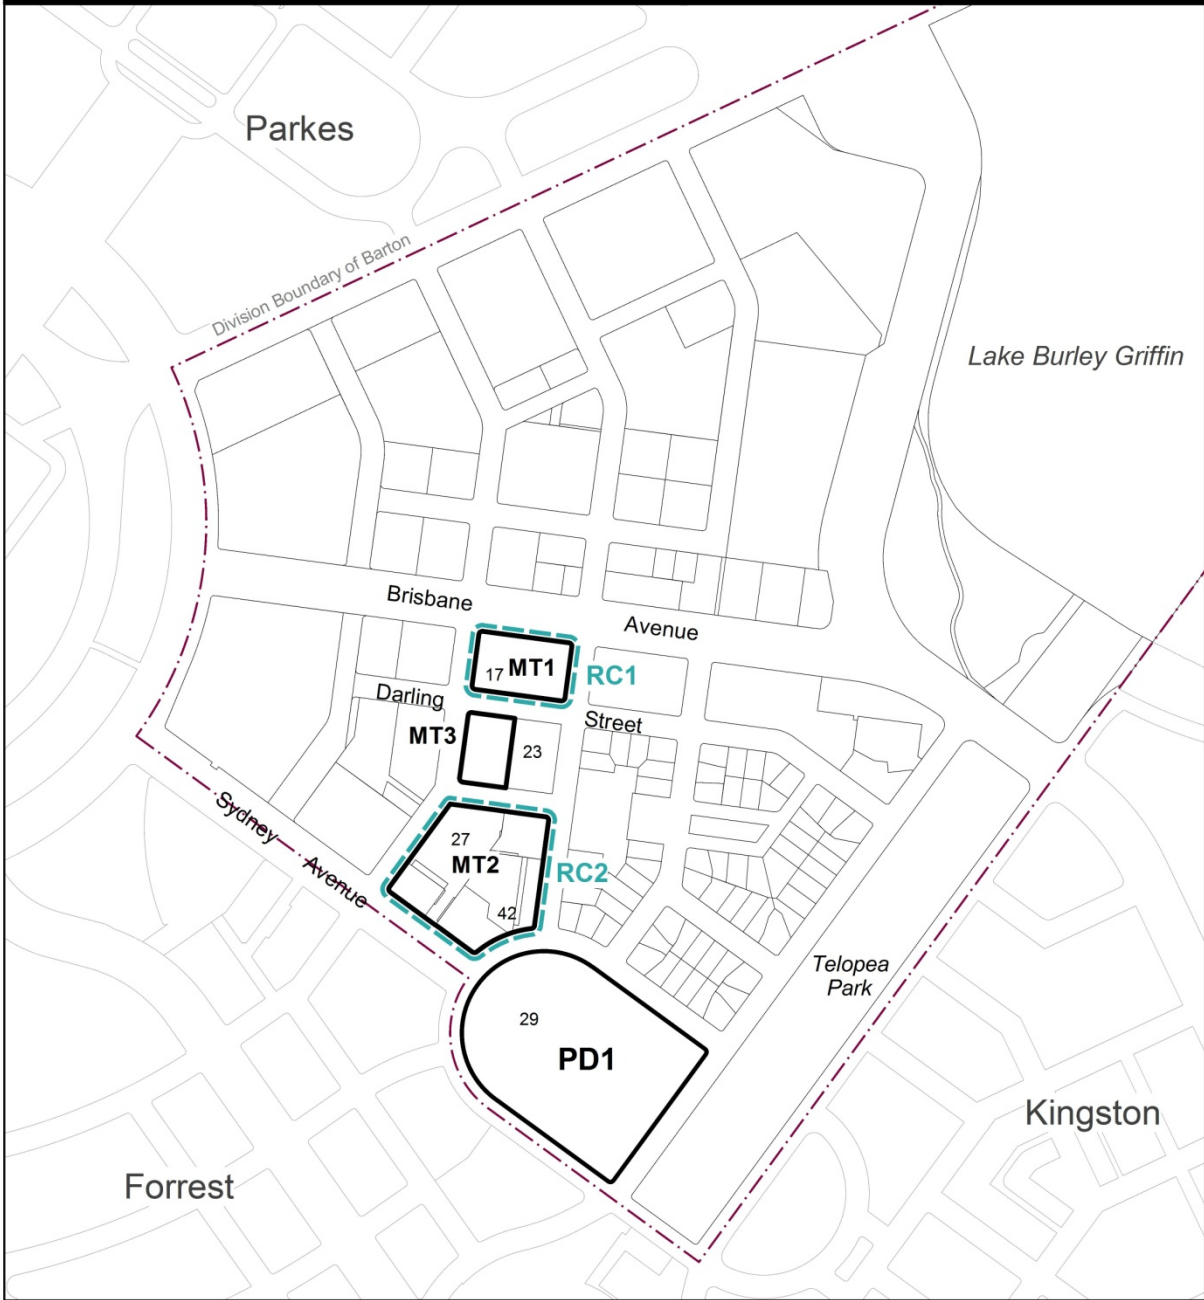 Parkes
Division Boundary of Barton
Lake Burley Griffin
Brisbane
Avenue
17 MT1
RC1
Darling
Street
MT3
23
Sydney
Avenue
27
MT2
RC2
42
Telopea
Park
29
PD1
Kingston
Forrest